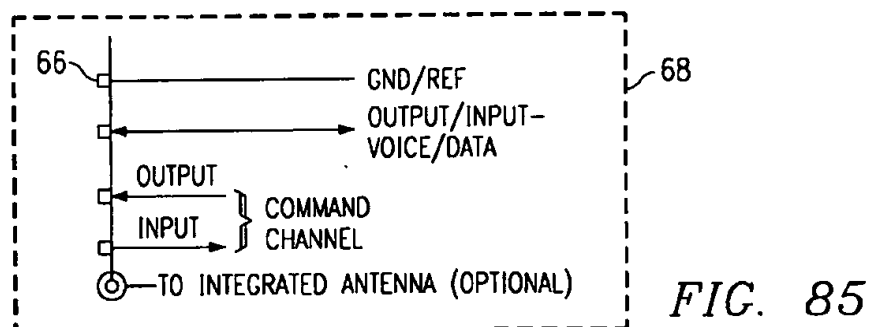 66
GND/REF
68
OUTPUT/INPUT-
VOICE/DATA
OUTPUT
INPUT
COMMAND
CHANNEL
TO INTEGRATED ANTENNA (OPTIONAL)
FIG. 85